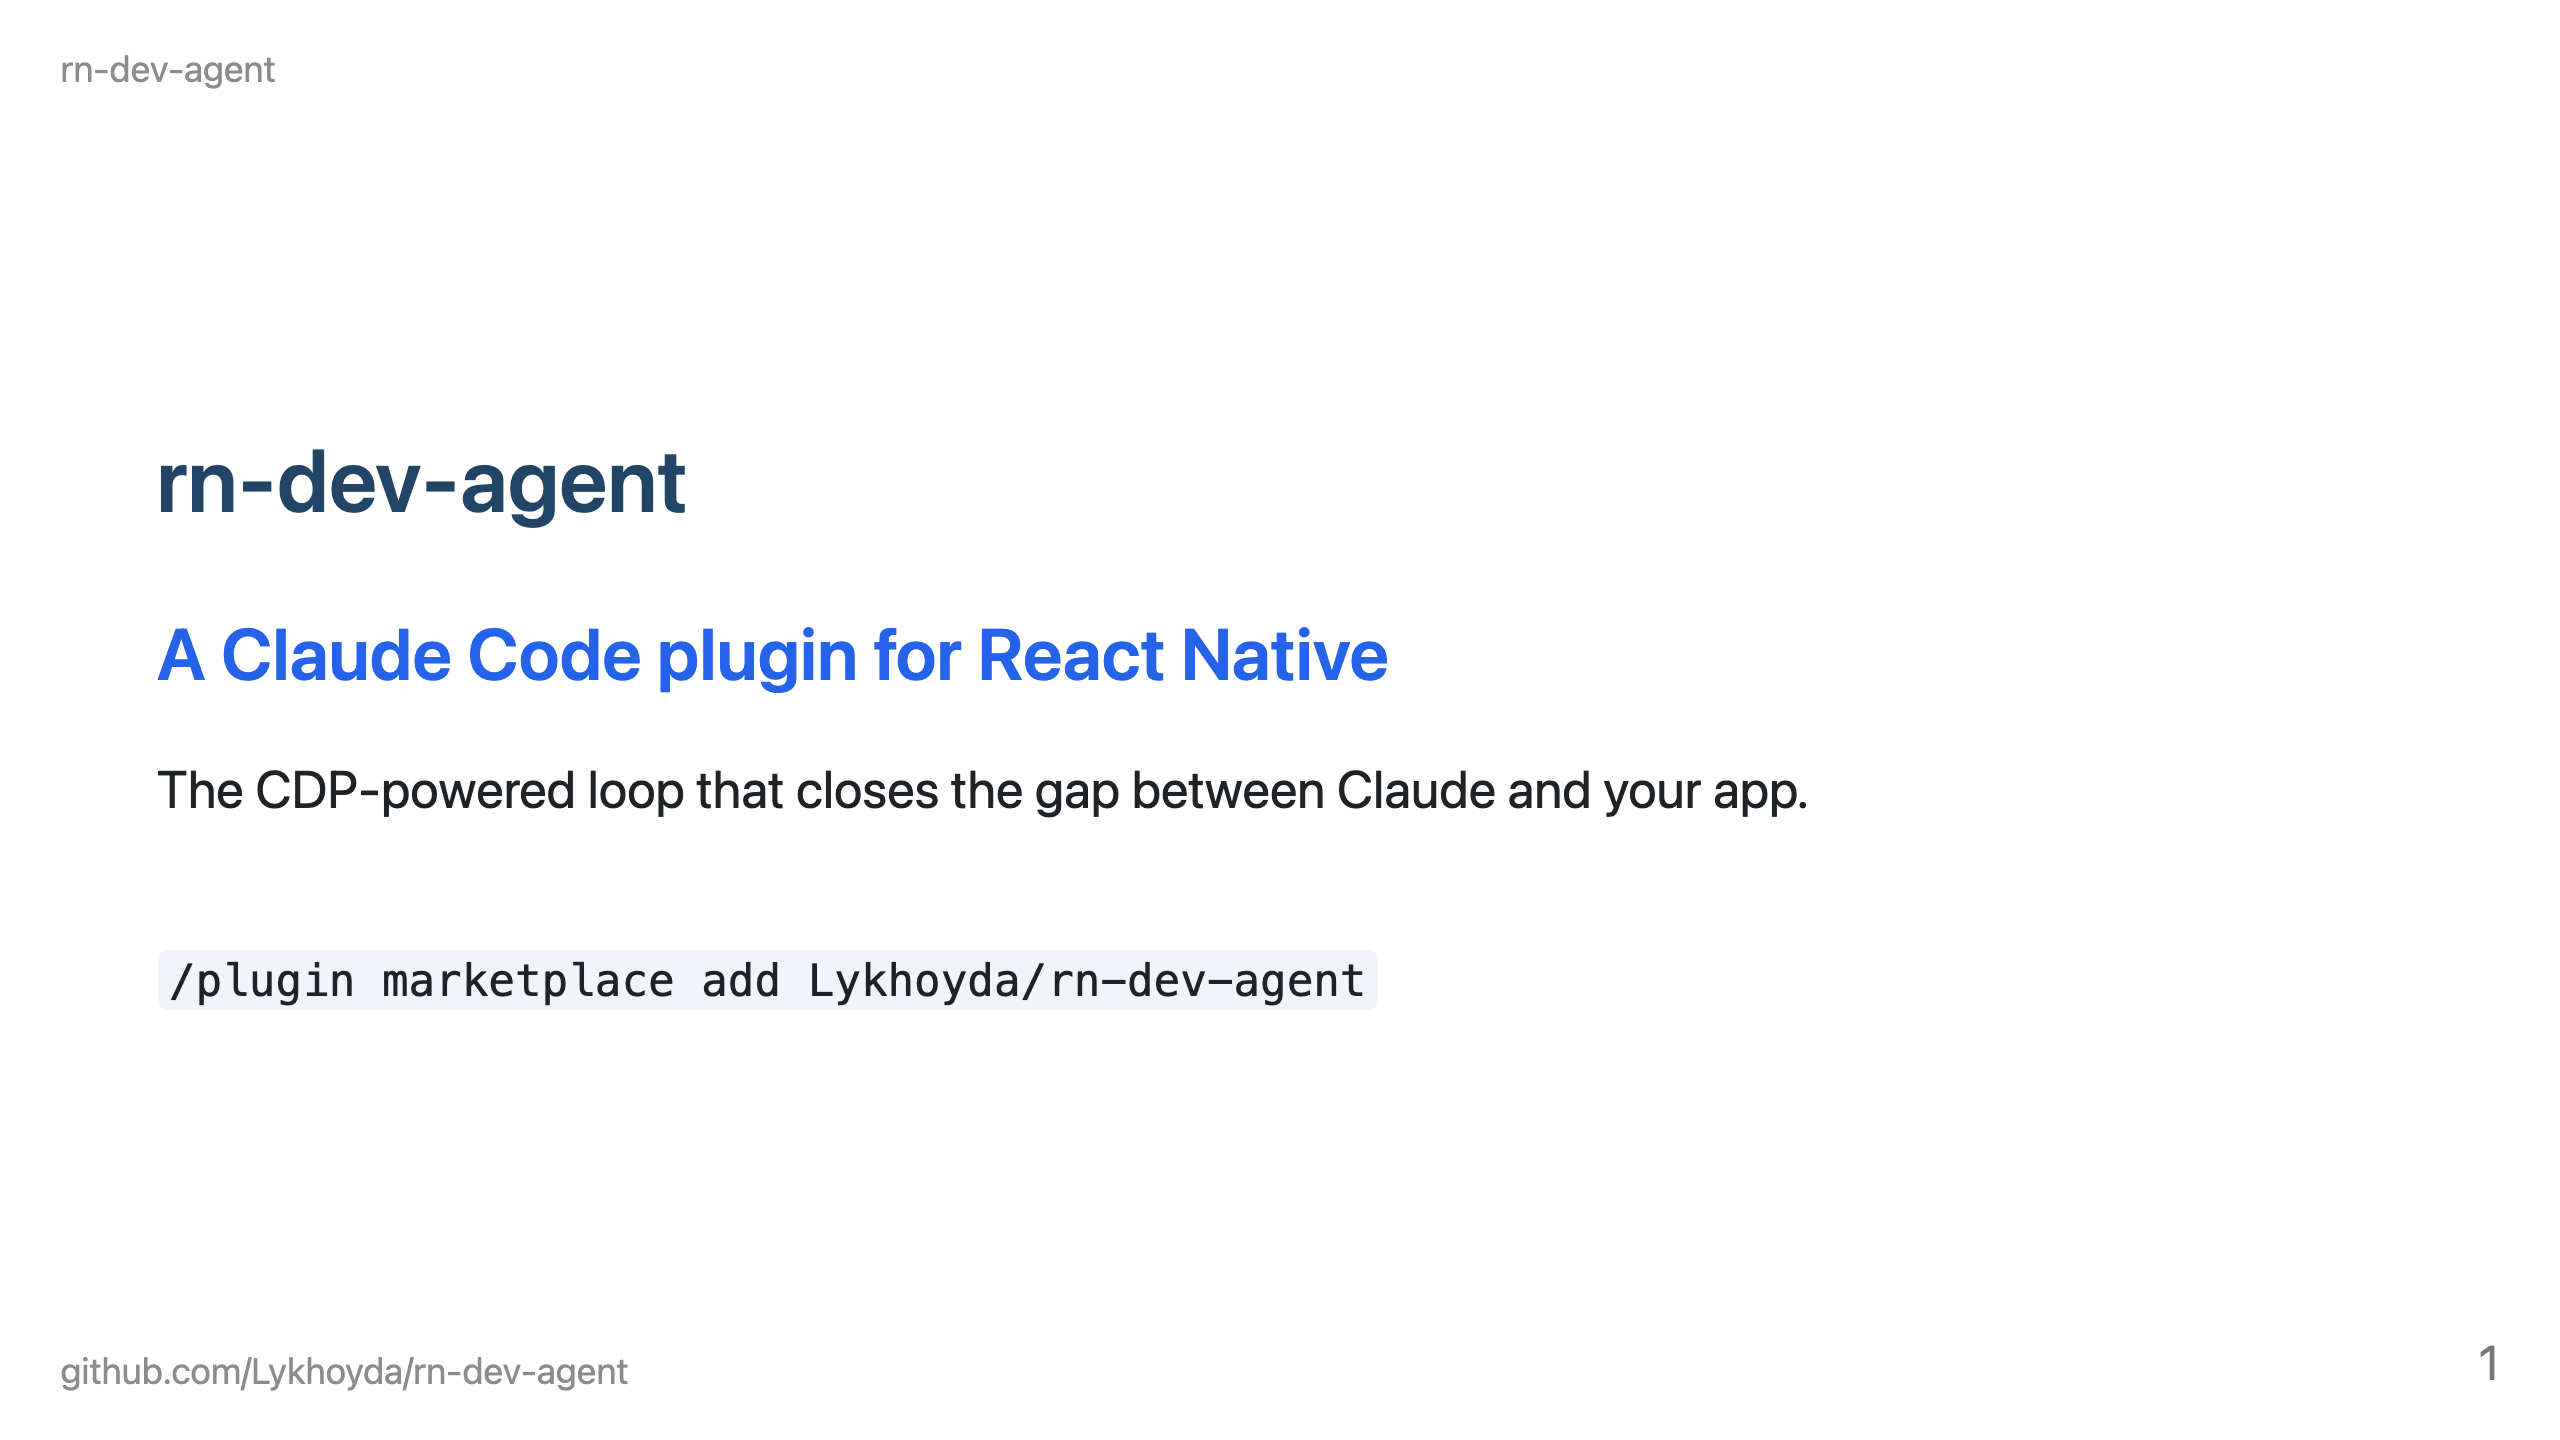 rn-dev-agent
rn-dev-agent
A Claude Code plugin for React Native
The CDP-powered loop that closes the gap between Claude and your app.
/plugin marketplace add Lykhoyda/rn-dev-agent
github.com/Lykhoyda/rn-dev-agent
1